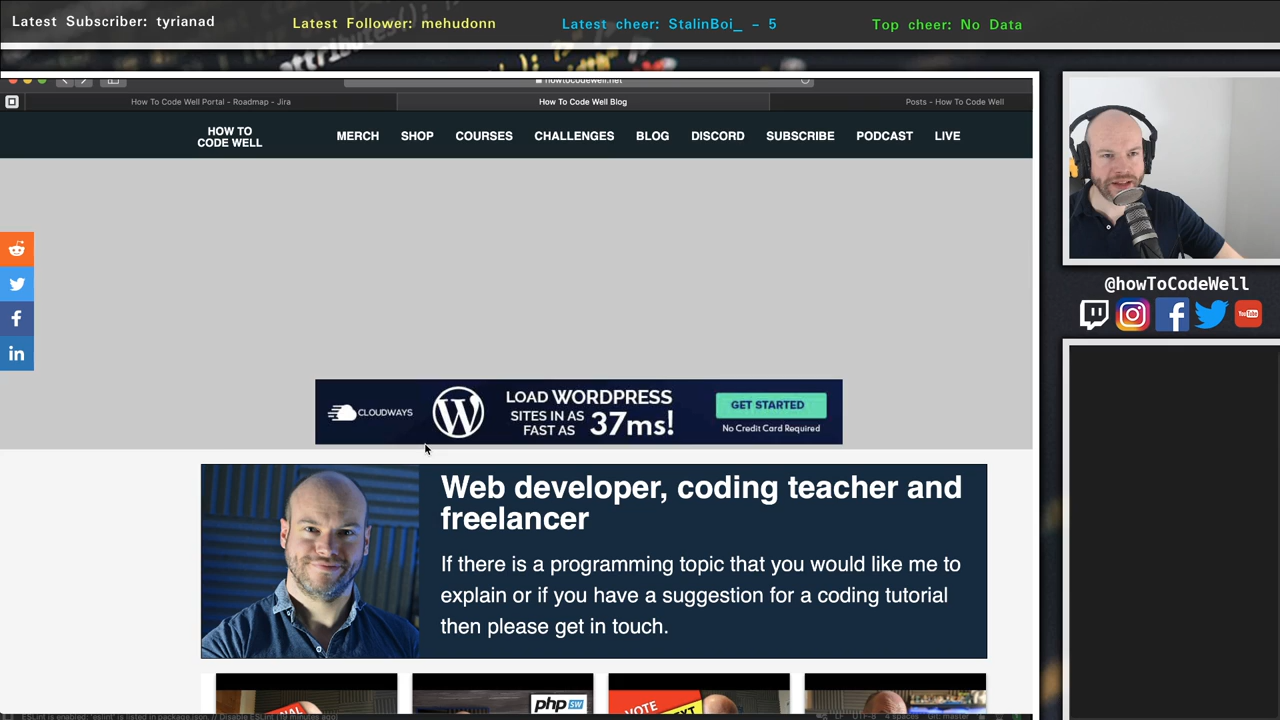 Latest Subscriber: tyrianad
Latest Follower: mehudonn
Latest cheer: StalinBoi_ - 5
Top cheer: No Data
howtocodewell.net
How To Code Well Portal - Roadmap - Jira
How To Code Well Blog
Posts - How To Code Well
HOW TO
CODE WELL
MERCH
SHOP
COURSES
CHALLENGES
BLOG
DISCORD
SUBSCRIBE
PODCAST
LIVE
@howToCodeWell
CLOUDWAYS
LOAD WORDPRESS
SITES IN AS
FAST AS 37ms!
GET STARTED
No Credit Card Required
Web developer, coding teacher and
freelancer
If there is a programming topic that you would like me to
explain or if you have a suggestion for a coding tutorial
then please get in touch.
php sw
VOTE